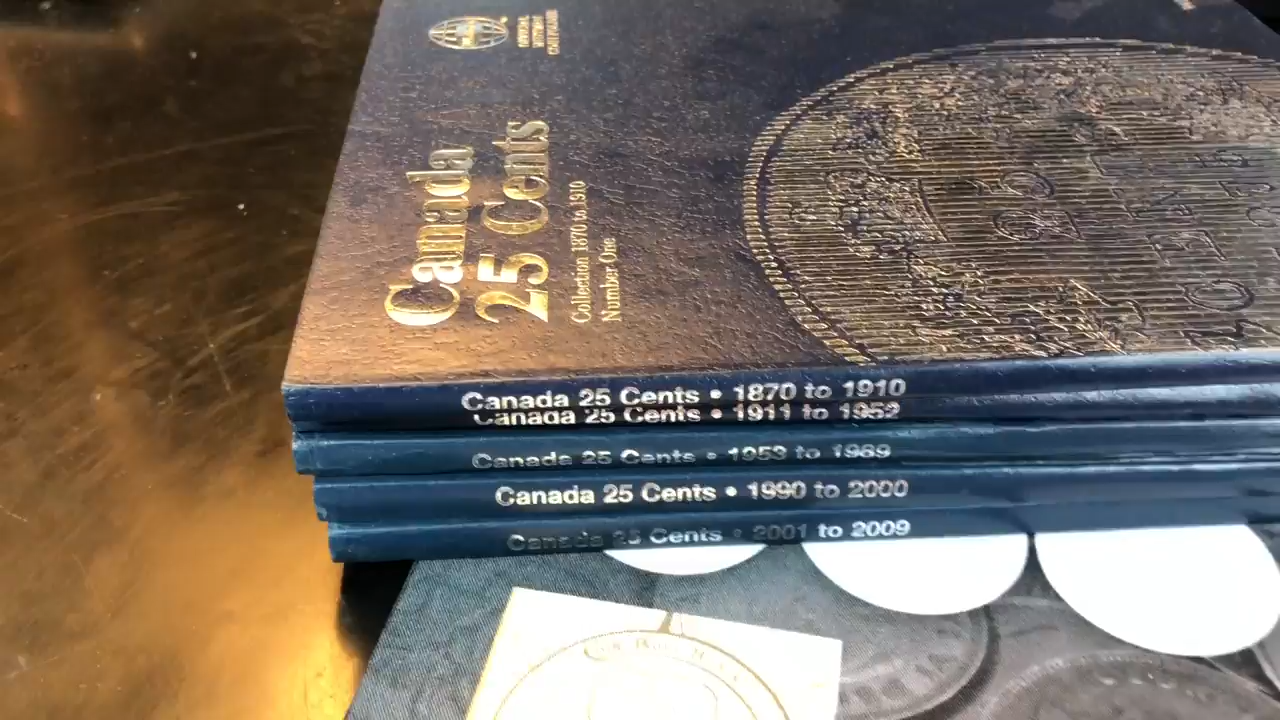 Canada
25 Cents
Collection 1870 to 1910
Number One
25
CENTS
Canada 25 Cents • 1870 to 1910
Canada 25 Cents • 1911 to 1952
Canada 25 Cents • 1953 to 1989
Canada 25 Cents • 1990 to 2000
Canada 25 Cents • 2001 to 2009